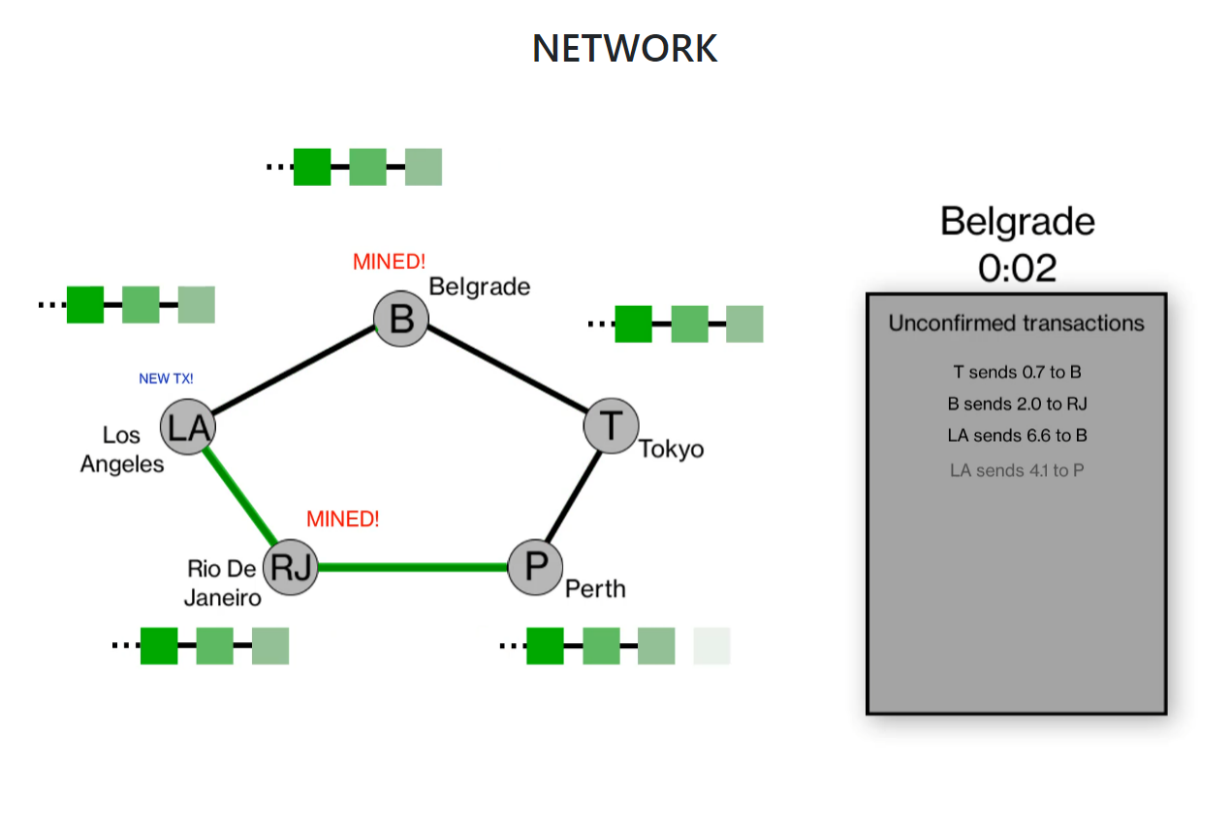 NETWORK
MINED!
Belgrade
B
NEW TX!
LA
Los
Angeles
T
Tokyo
MINED!
RJ
Rio De
Janeiro
P
Perth
Belgrade
0:02
Unconfirmed transactions
T sends 0.7 to B
B sends 2.0 to RJ
LA sends 6.6 to B
LA sends 4.1 to P